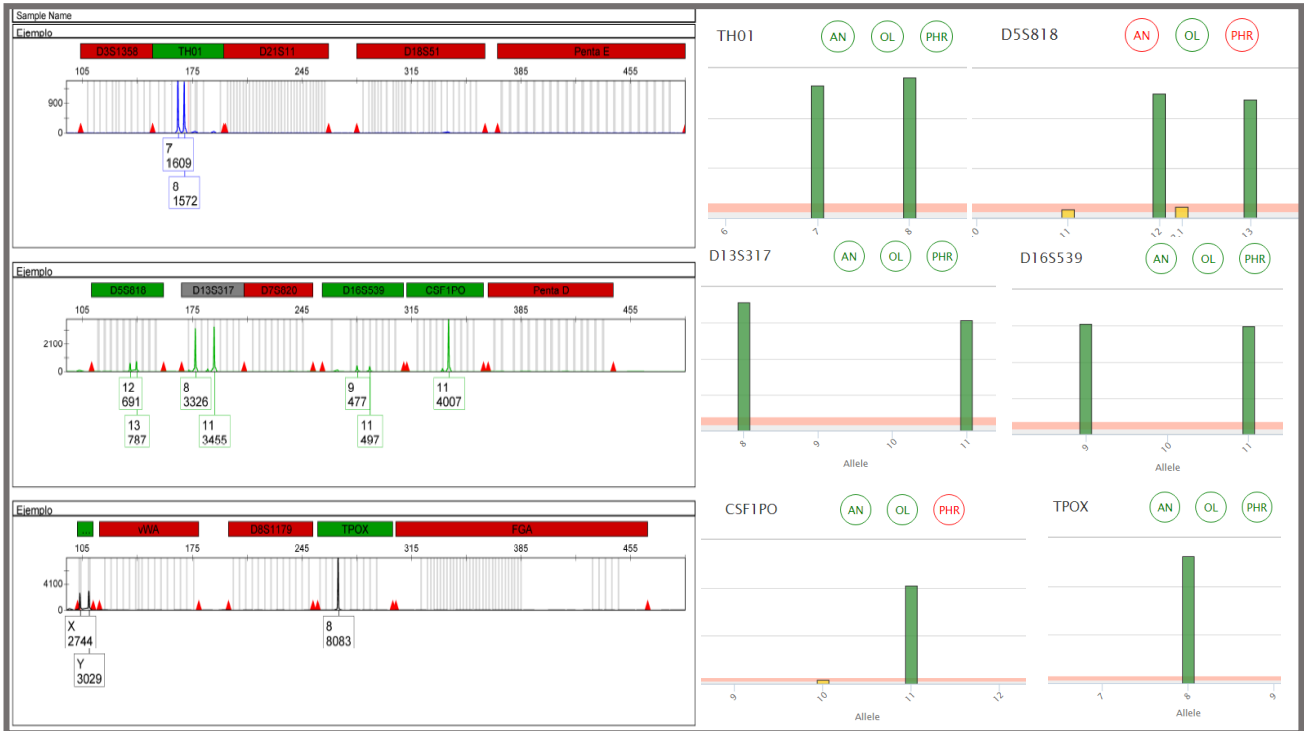 Sample Name
Ejemplo
D3S1358 TH01 D21S11 D18S51 Penta E
105 175 245 315 385 455
900
0
7
1609
8
1572
Ejemplo
D5S818 D13S317 D7S820 D16S539 CSF1PO Penta D
105 175 245 315 385 455
2100
0
12
691
13
787
8
3326
11
3455
9
477
11
497
11
4007
Ejemplo
vWA D8S1179 TPOX FGA
105 175 245 315 385 455
4100
0
X
2744
Y
3029
8
8083
TH01 AN OL PHR
6 7 8
D5S818 AN OL PHR
.0 11 12 2.1 13
D13S317 AN OL PHR
8 9 10 11
Allele
D16S539 AN OL PHR
9 10 11
Allele
CSF1PO AN OL PHR
9 10 11 12
Allele
TPOX AN OL PHR
7 8 9
Allele